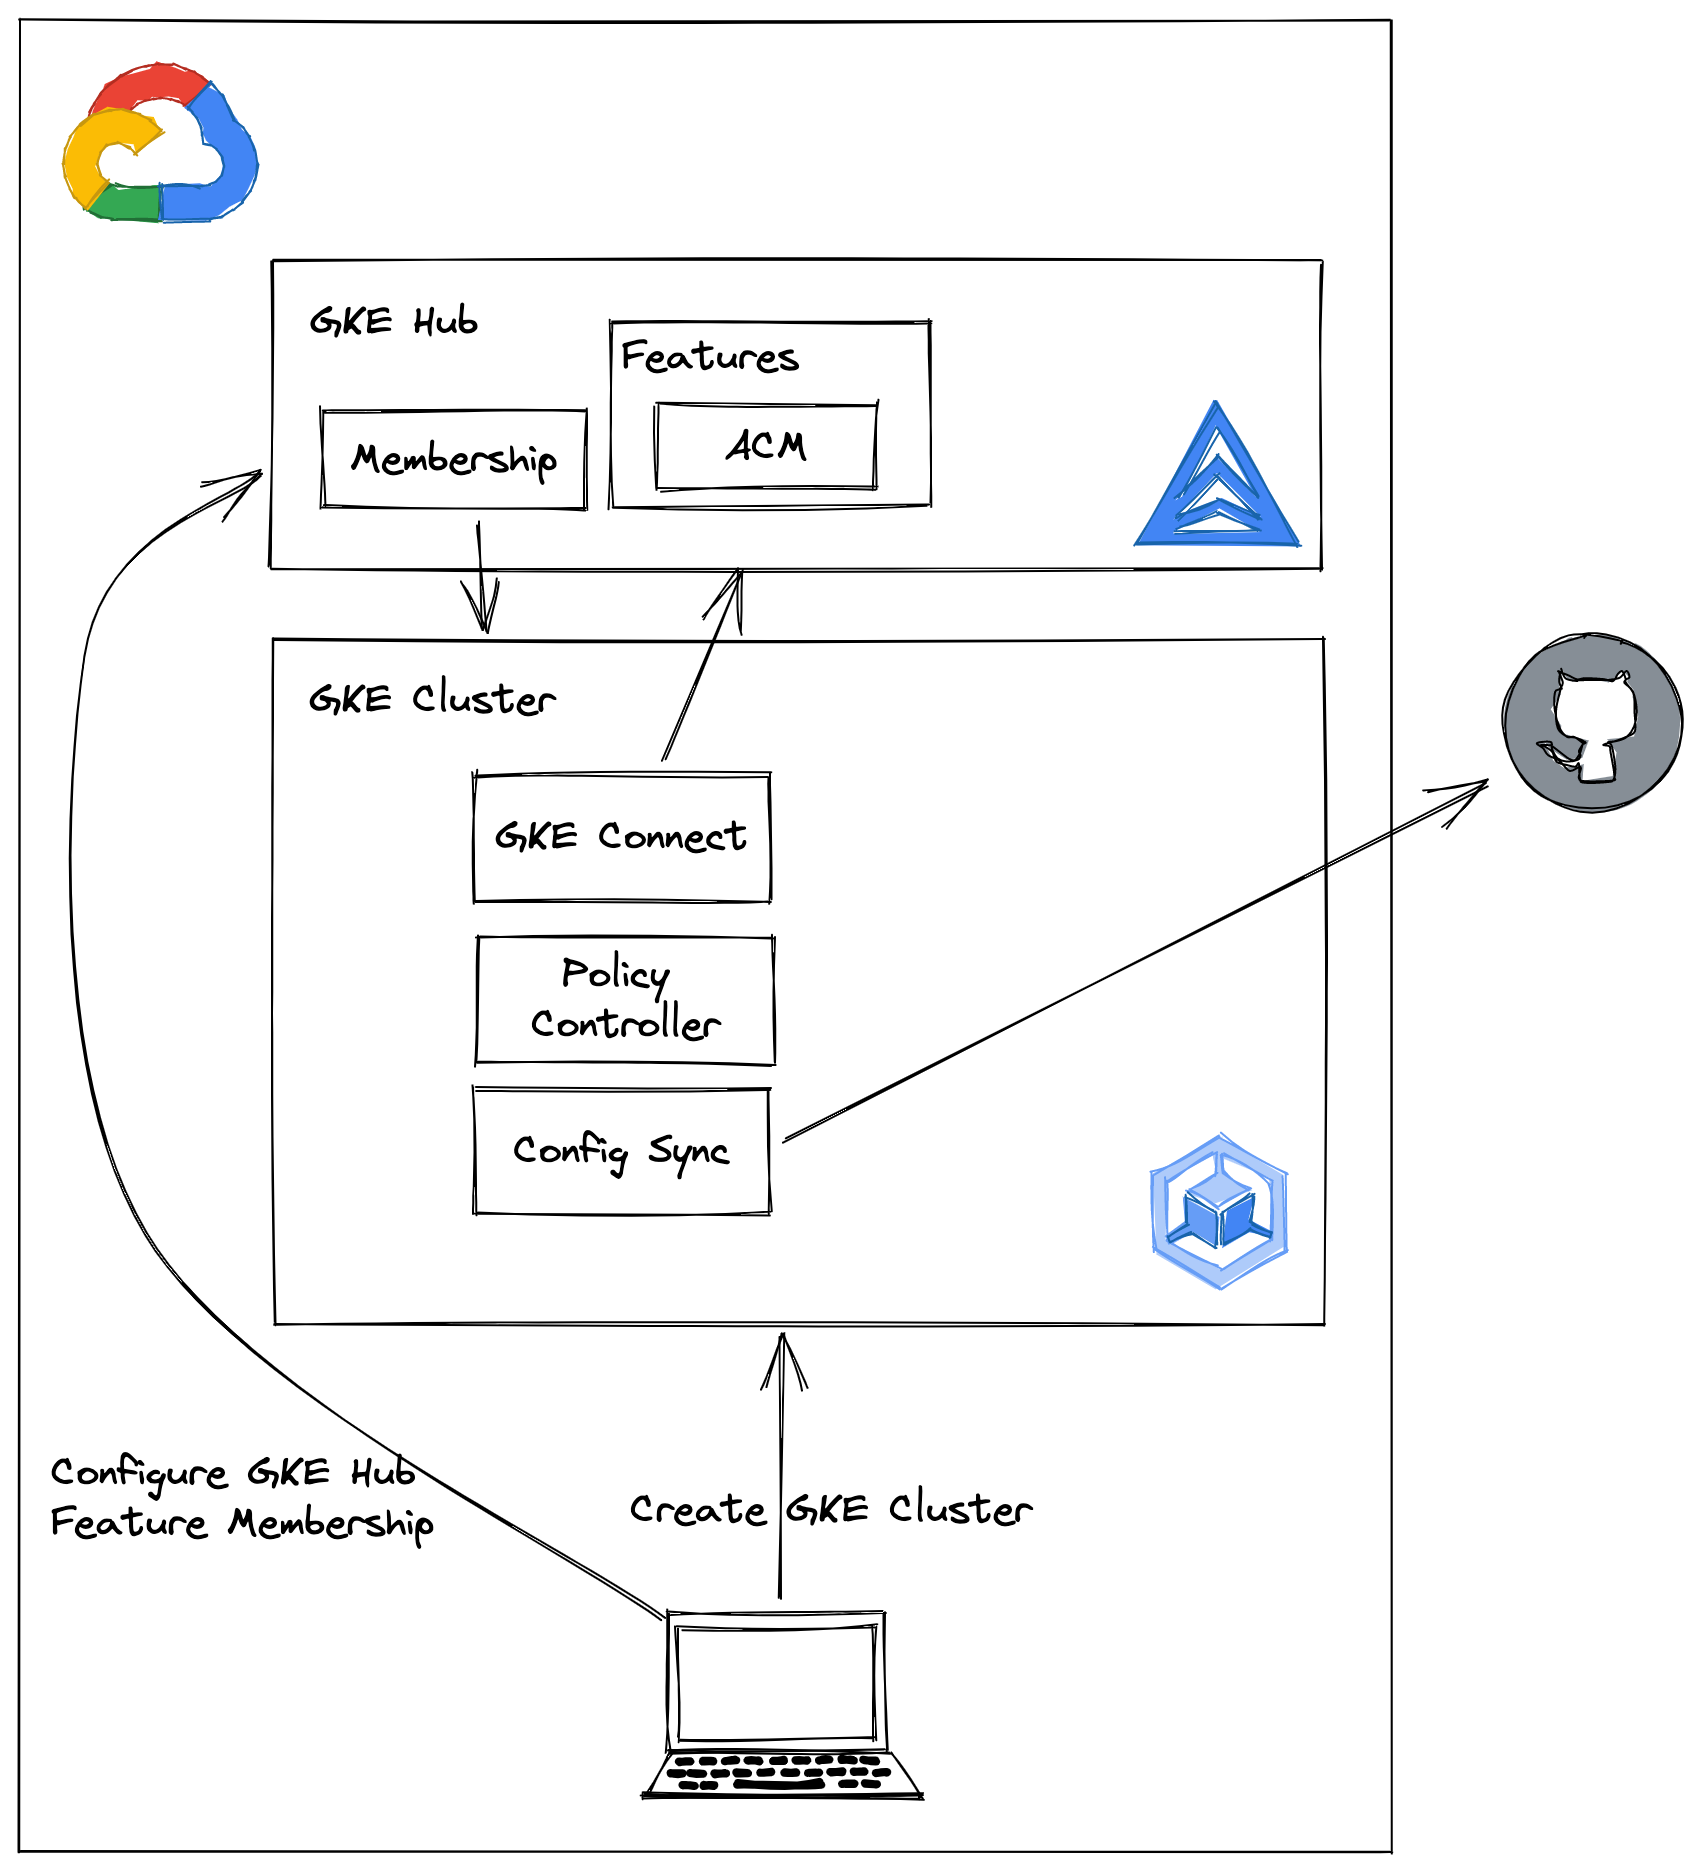 GKE Hub
Features
Membership
ACM
GKE Cluster
GKE Connect
Policy
Controller
Config Sync
Configure GKE Hub
Feature Membership
Create GKE Cluster